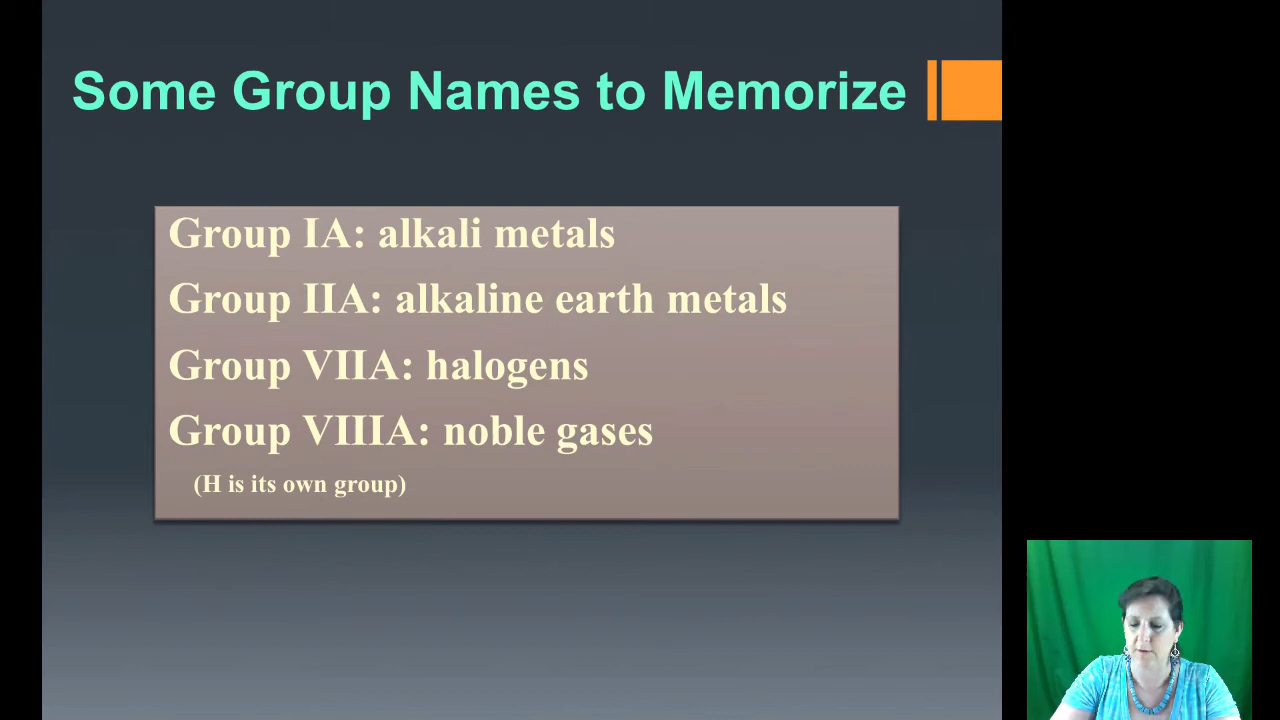 Some Group Names to Memorize
Group IA: alkali metals
Group IIA: alkaline earth metals
Group VIIA: halogens
Group VIIIA: noble gases
(H is its own group)